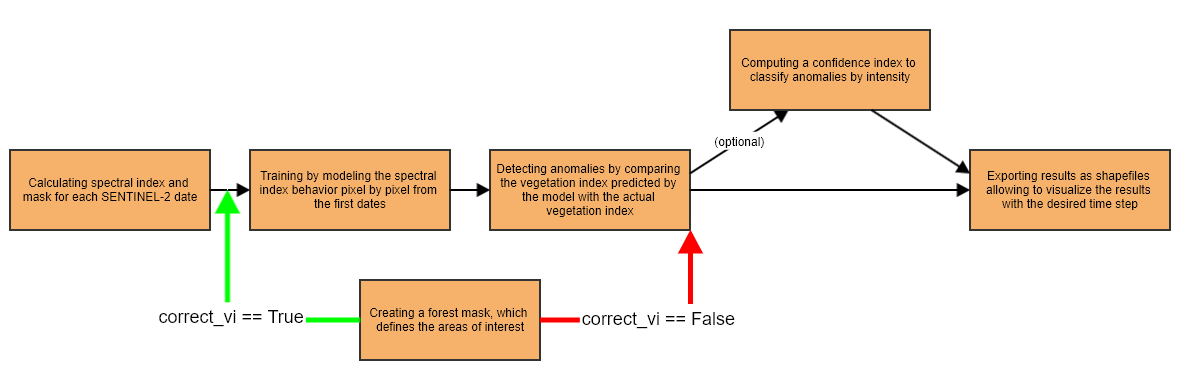 Computing a confidence index to
classify anomalies by intensity
(optional)
Calculating spectral index and
mask for each SENTINEL-2 date
Training by modeling the spectral
index behavior pixel by pixel from
the first dates
Detecting anomalies by comparing
the vegetation index predicted by
the model with the actual
vegetation index
Exporting results as shapefiles
allowing to visualize the results
with the desired time step
correct_vi == True
Creating a forest mask, which
defines the areas of interest
correct_vi == False